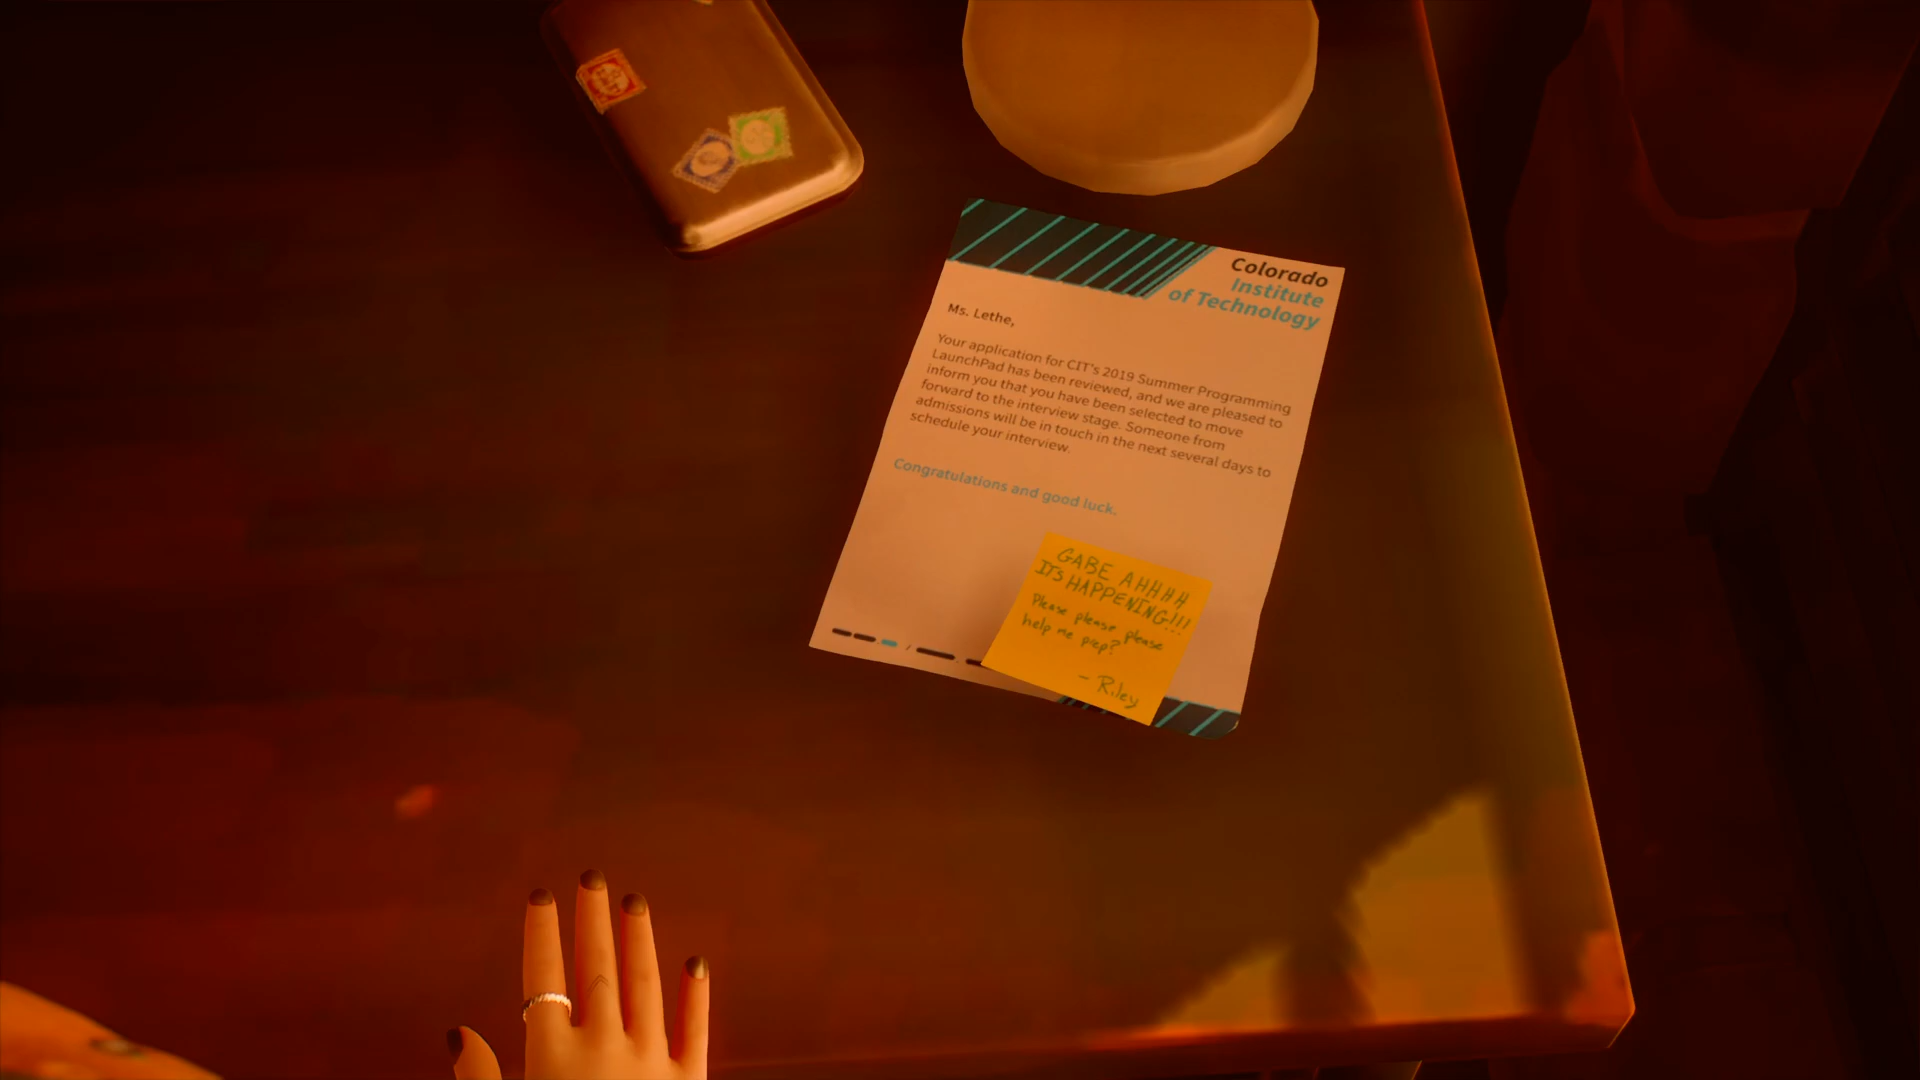 Colorado
Institute
of Technology
Ms. Lethe,
Your application for CIT's 2019 Summer Programming
LaunchPad has been reviewed, and we are pleased to
inform you that you have been selected to move
forward to the interview stage. Someone from
admissions will be in touch in the next several days to
schedule your interview.
Congratulations and good luck.
GABE AHHHH
ITS HAPPENING!!!
Please please please
help me prep?
- Riley